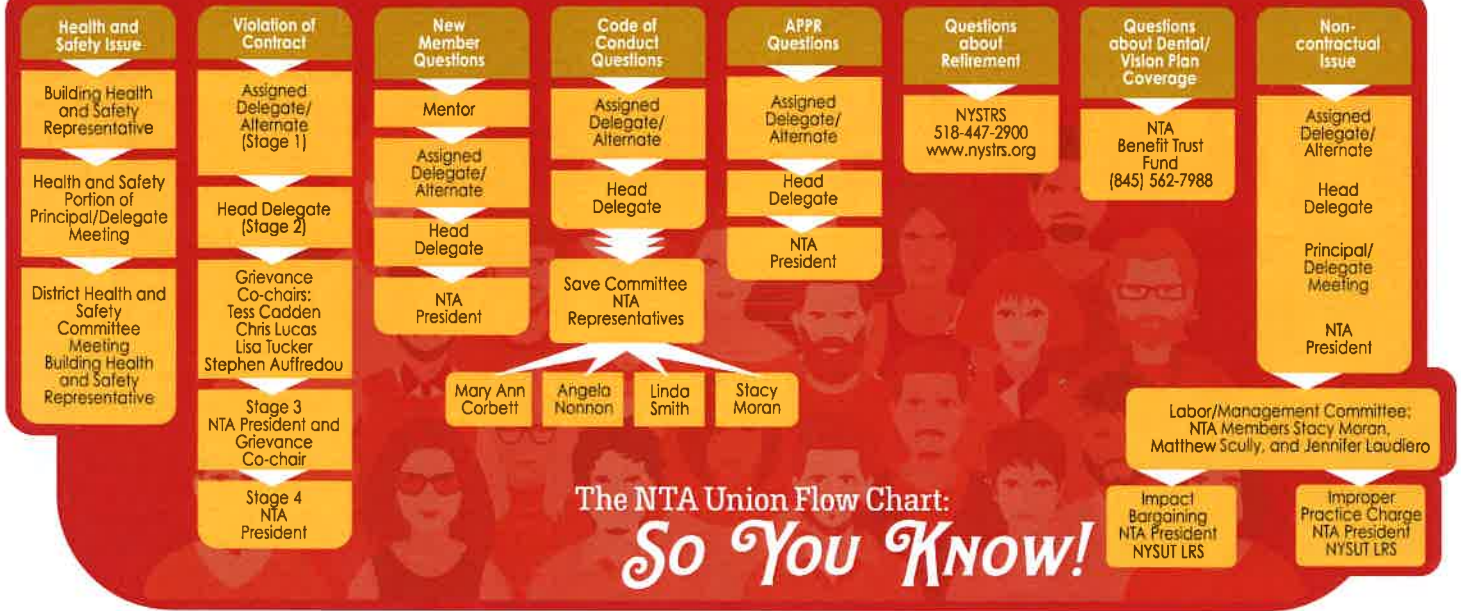 Health and
Safety Issue
Building Health
and Safety
Representative
Health and Safety
Portion of
Principal/Delegate
Meeting
District Health and
Safety
Committee
Meeting
Building Health
and Safety
Representative
Violation of
Contract
Assigned
Delegate/
Alternate
(Stage 1)
Head Delegate
(Stage 2)
Grievance
Co-chairs:
Tess Cadden
Chris Lucas
Lisa Tucker
Stephen Auffredou
Stage 3
NTA President and
Grievance
Co-chair
Stage 4
NTA
President
New
Member
Questions
Mentor
Assigned
Delegate/
Alternate
Head
Delegate
NTA
President
Code of
Conduct
Questions
Assigned
Delegate/
Alternate
Head
Delegate
Save Committee
NTA
Representatives
Mary Ann
Corbett
Angela
Nonnon
Linda
Smith
Stacy
Moran
APPR
Questions
Assigned
Delegate/
Alternate
Head
Delegate
NTA
President
Questions
about
Retirement
NYSTRS
518-447-2900
www.nystrs.org
Questions
about Dental/
Vision Plan
Coverage
NTA
Benefit Trust
Fund
(845) 562-7988
Non-
contractual
Issue
Assigned
Delegate/
Alternate
Head
Delegate
Principal/
Delegate
Meeting
NTA
President
Labor/Management Committee:
NTA Members Stacy Moran,
Matthew Scully, and Jennifer Laudiero
Impact
Bargaining
NTA President
NYSUT LRS
Improper
Practice Charge
NTA President
NYSUT LRS
The NTA Union Flow Chart:
So You Know!